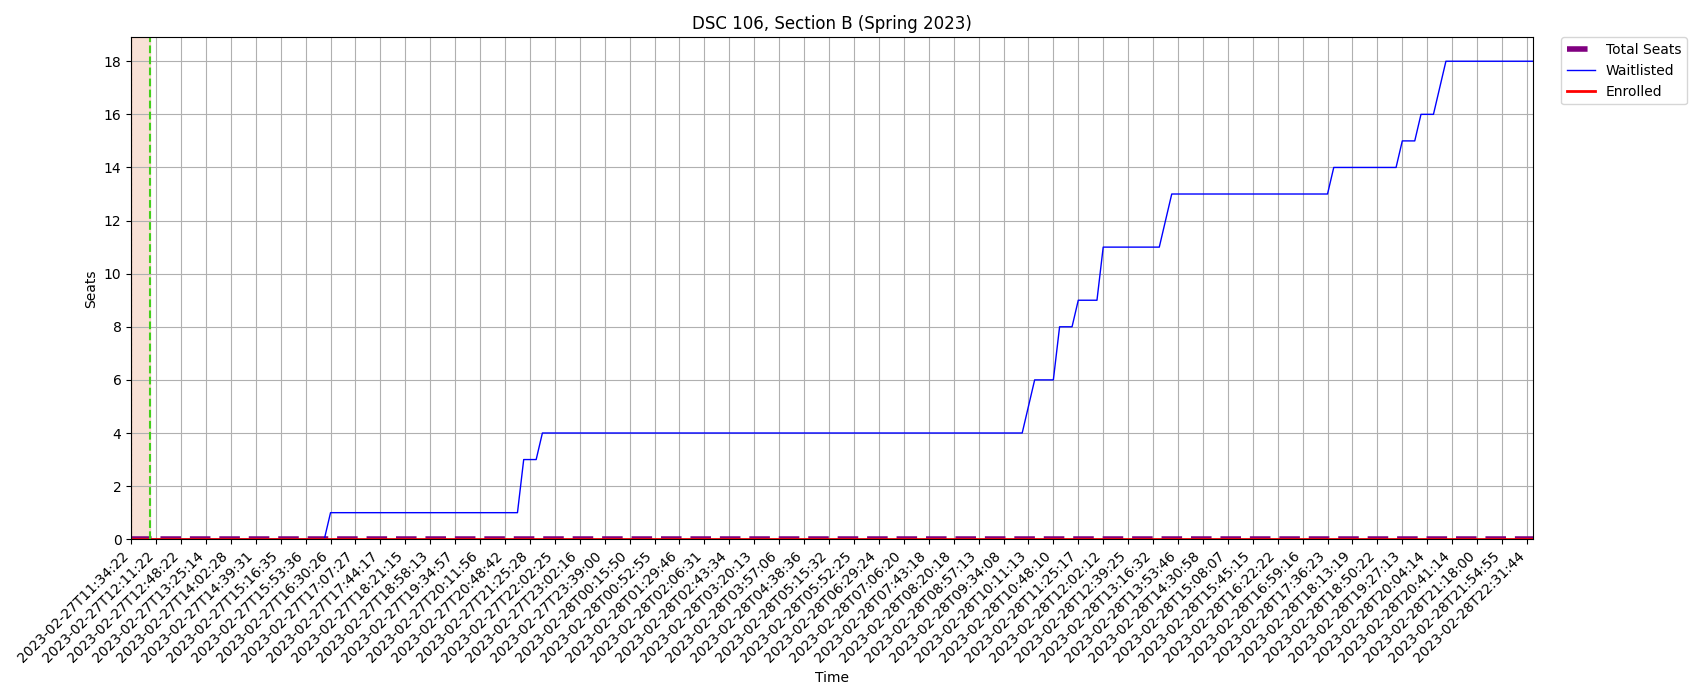 DSC 106, Section B (Spring 2023)
Total Seats
Waitlisted
Enrolled
Seats
18
16
14
12
10
8
6
4
2
0
2023-02-27T11:34:22
2023-02-27T12:11:22
2023-02-27T12:48:22
2023-02-27T13:25:14
2023-02-27T14:02:28
2023-02-27T14:39:31
2023-02-27T15:16:35
2023-02-27T15:53:36
2023-02-27T16:30:26
2023-02-27T17:07:27
2023-02-27T17:44:17
2023-02-27T18:21:15
2023-02-27T18:58:13
2023-02-27T19:34:57
2023-02-27T20:11:56
2023-02-27T20:48:42
2023-02-27T21:25:28
2023-02-27T22:02:25
2023-02-27T23:02:16
2023-02-27T23:39:00
2023-02-28T00:15:50
2023-02-28T00:52:55
2023-02-28T01:29:46
2023-02-28T02:06:31
2023-02-28T02:43:34
2023-02-28T03:20:13
2023-02-28T03:57:06
2023-02-28T04:38:36
2023-02-28T05:15:32
2023-02-28T05:52:25
2023-02-28T06:29:24
2023-02-28T07:06:20
2023-02-28T07:43:18
2023-02-28T08:20:18
2023-02-28T08:57:13
2023-02-28T09:34:08
2023-02-28T10:11:13
2023-02-28T10:48:10
2023-02-28T11:25:17
2023-02-28T12:02:12
2023-02-28T12:39:25
2023-02-28T13:16:32
2023-02-28T13:53:46
2023-02-28T14:30:58
2023-02-28T15:08:07
2023-02-28T15:45:15
2023-02-28T16:22:22
2023-02-28T16:59:16
2023-02-28T17:36:23
2023-02-28T18:13:19
2023-02-28T18:50:22
2023-02-28T19:27:13
2023-02-28T20:04:14
2023-02-28T20:41:14
2023-02-28T21:18:00
2023-02-28T21:54:55
2023-02-28T22:31:44
Time